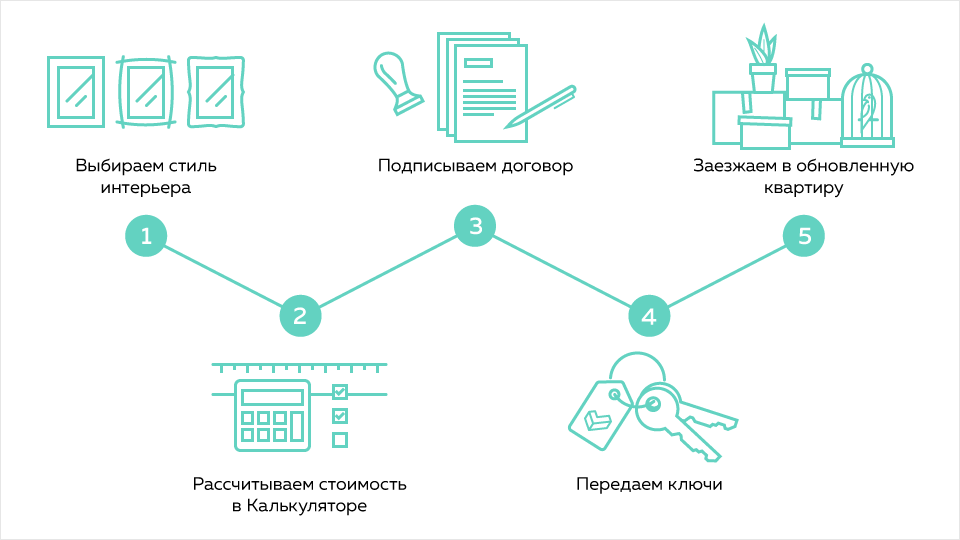 Выбираем стиль
интерьера
1
Рассчитываем стоимость
в Калькуляторе
2
Подписываем договор
3
Передаем ключи
4
Заезжаем в обновленную
квартиру
5